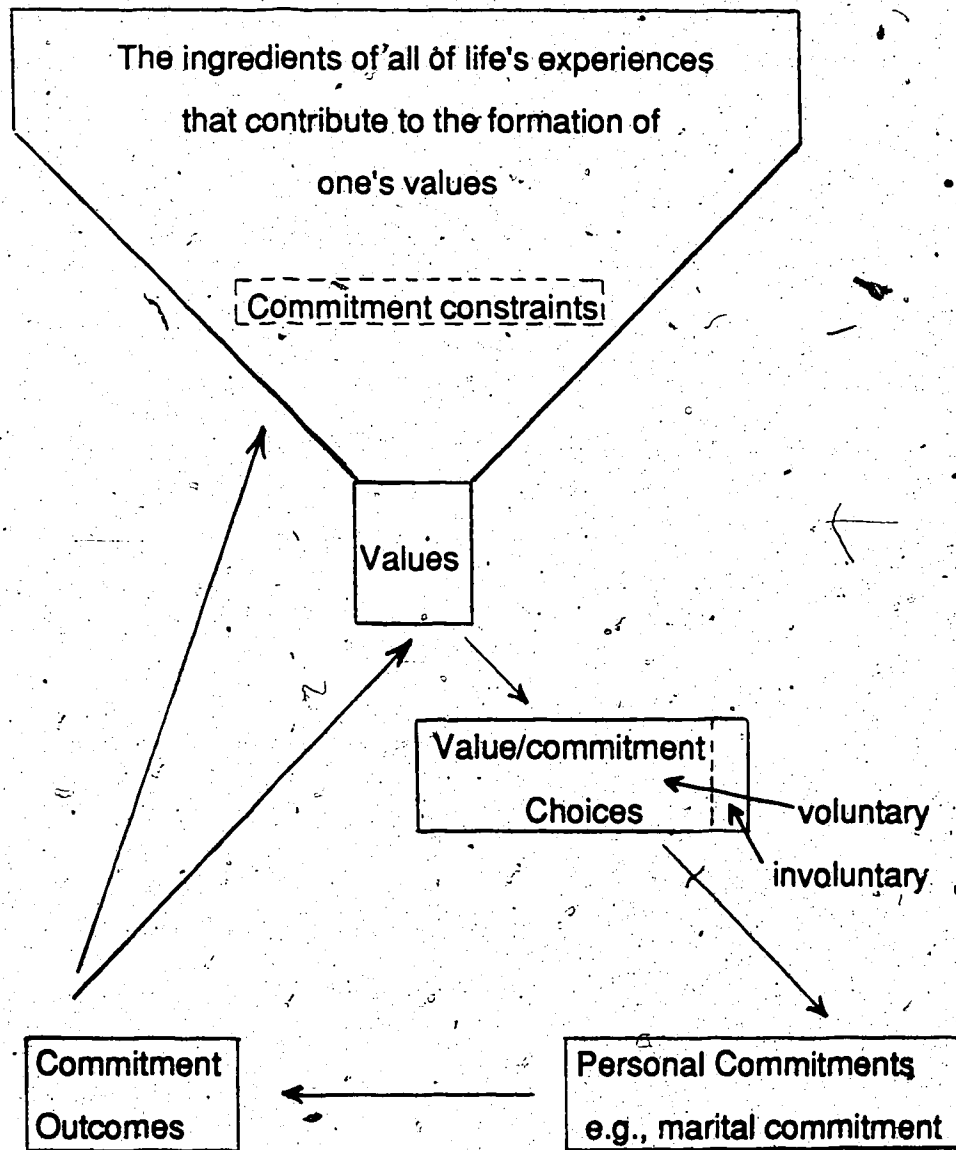 The ingredients of all of life's experiences
that contribute to the formation of
one's values
Commitment constraints
Values
Value/commitment
Choices
voluntary
involuntary
Commitment
Outcomes
Personal Commitments
e.g., marital commitment